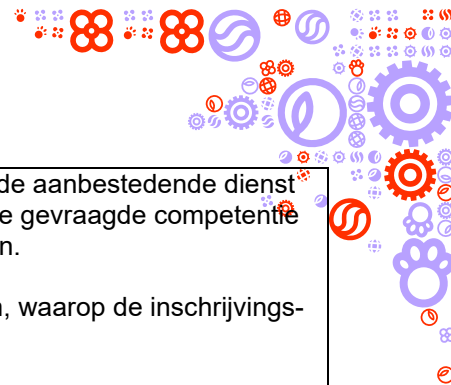 de aanbestedende dienst
e gevraagde competentie
n.
n, waarop de inschrijvings-